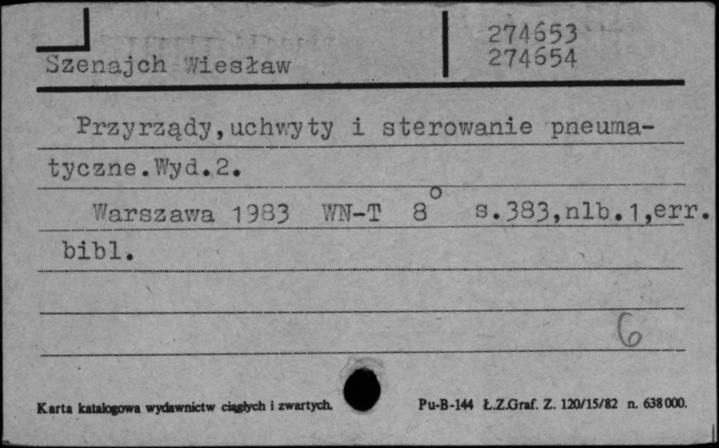 274653
Szenajch Wiesław 274654
Przyrządy,uchwyty i sterowanie pneuma-
tyczne.Wyd.2.
Warszawa 1983 WN-T 8° s.383,nlb.1,err.
bibl.
6
Karta katalogowa wydawnictw ciągłych i zwartych. Pu-B-144 Ł.Z.Graf. Z. 120/15/82 n. 638000.